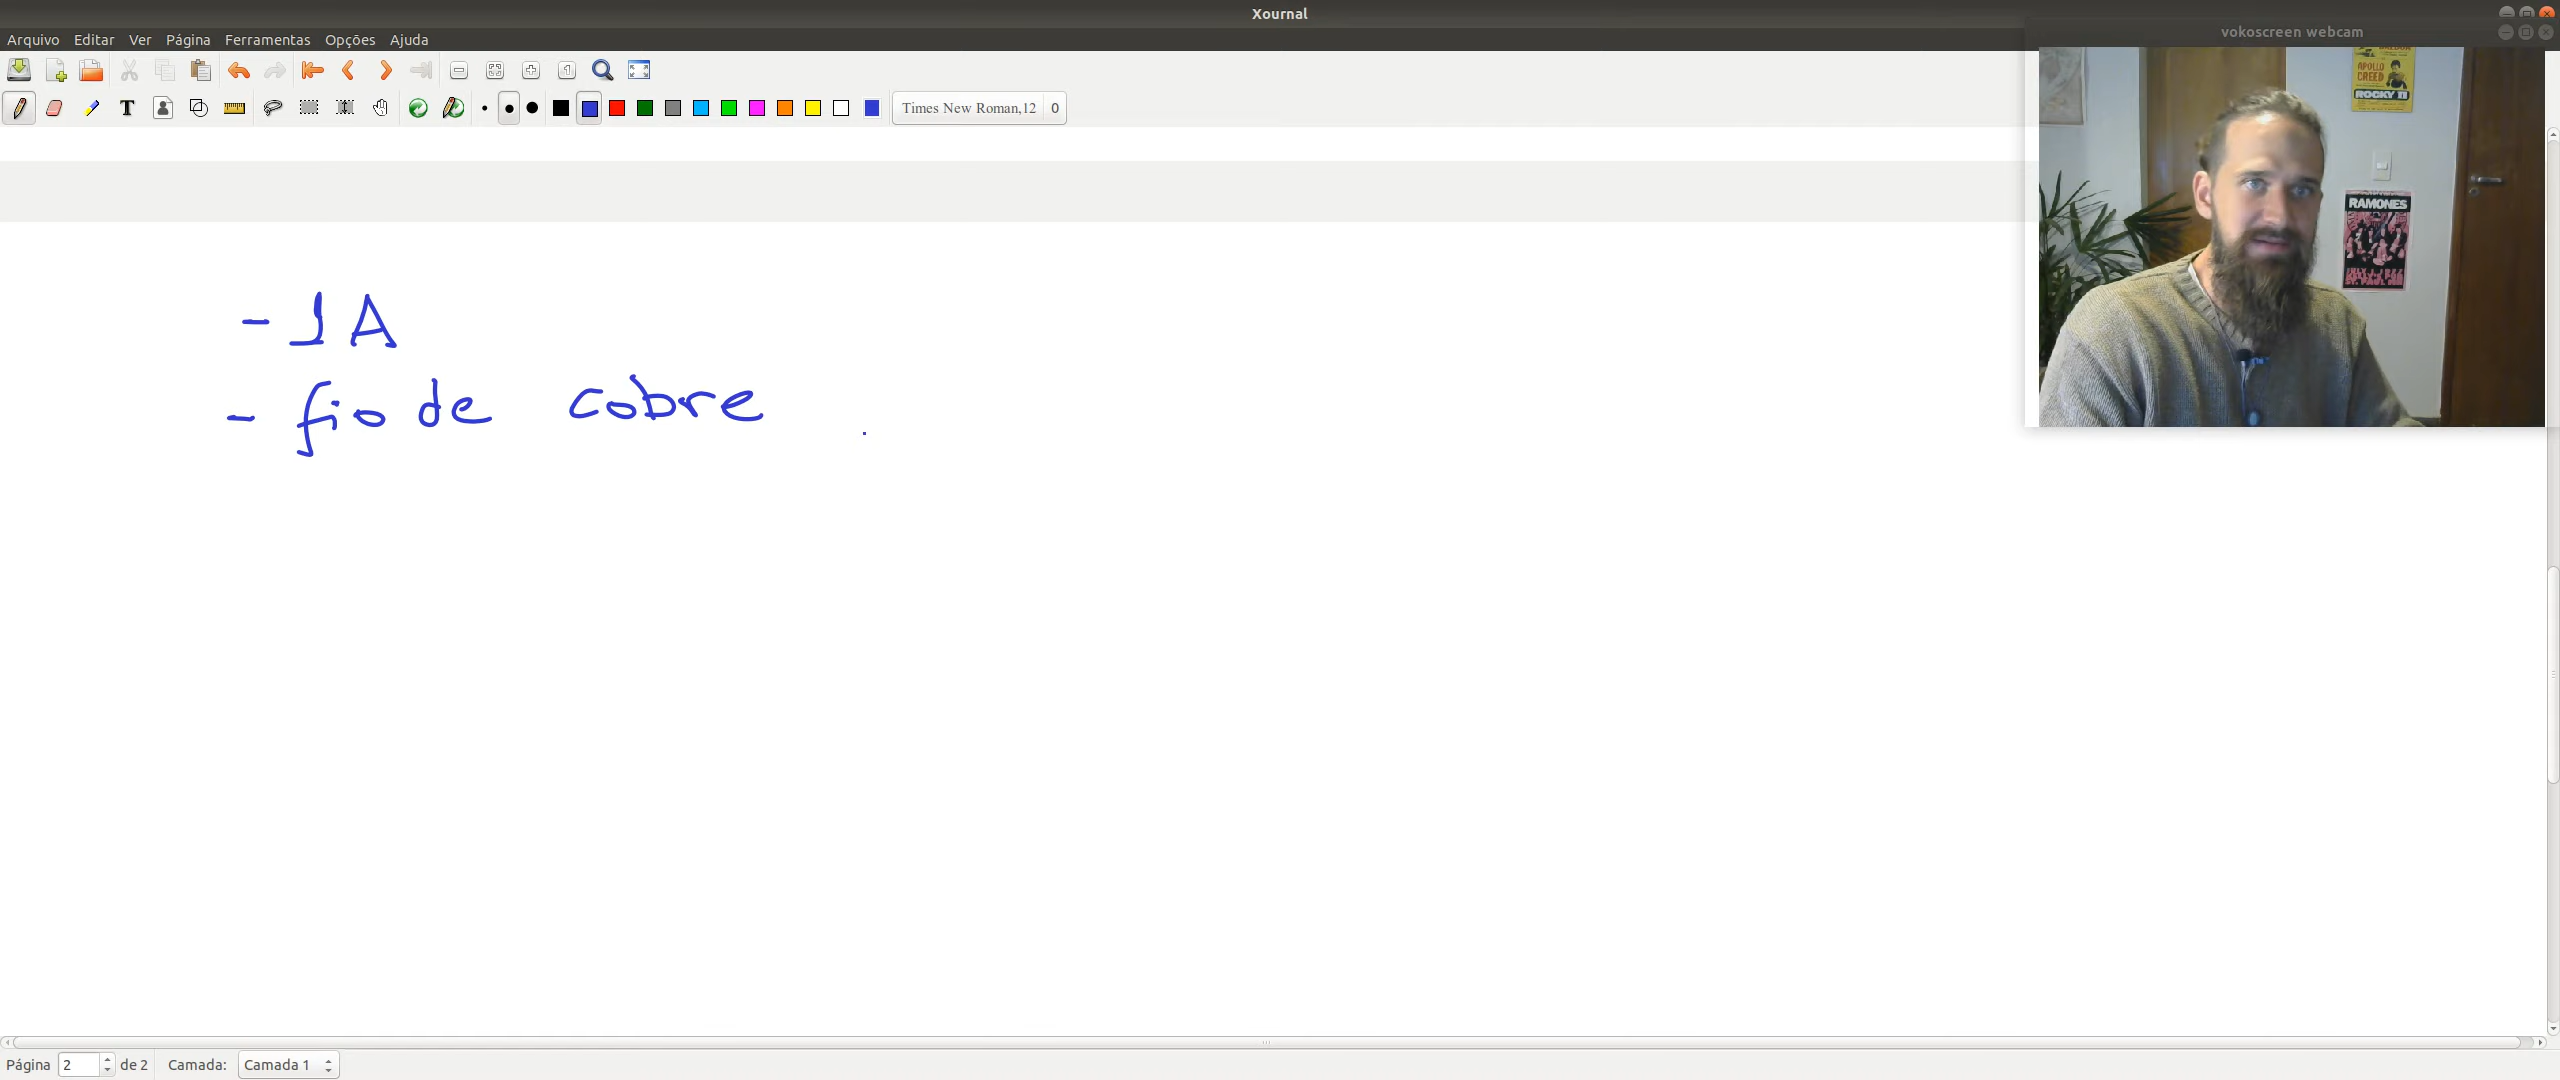 Xournal
vokoscreen webcam
Arquivo Editar Ver Página Ferramentas Opções Ajuda
T
Times New Roman,12 0
APOLLO
CREED
ROCKY II
RAMONES
- 1 A
- fio de cobre
Página 2 de 2 Camada: Camada 1